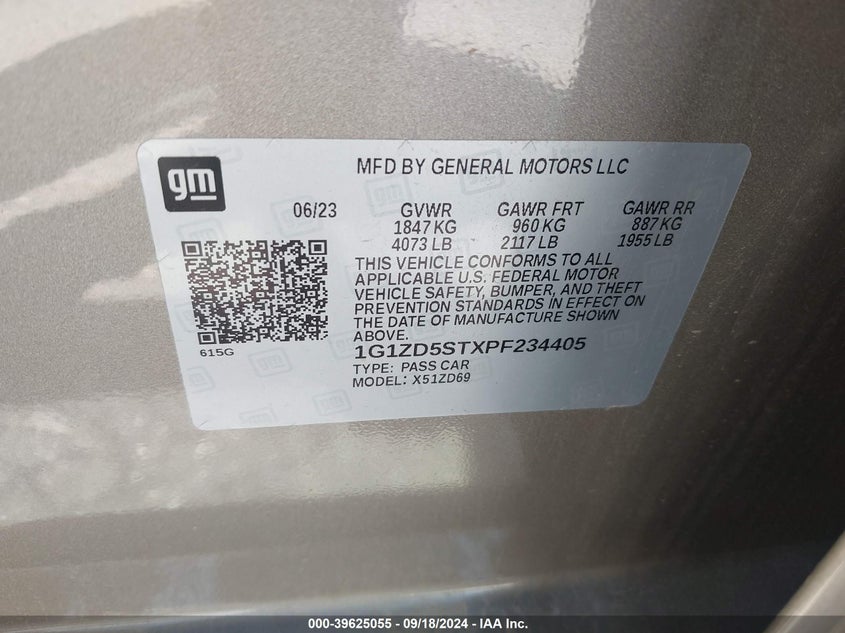 gm
MFD BY GENERAL MOTORS LLC
06/23 GVWR GAWR FRT GAWR RR
1847 KG 960 KG 887 KG
4073 LB 2117 LB 1955 LB
THIS VEHICLE CONFORMS TO ALL
APPLICABLE U.S. FEDERAL MOTOR
VEHICLE SAFETY, BUMPER, AND THEFT
PREVENTION STANDARDS IN EFFECT ON
THE DATE OF MANUFACTURE SHOWN
ABOVE.
615G
1G1ZD5STXPF234405
TYPE: PASS CAR
MODEL: X51ZD69
000-39625055 - 09/18/2024 - IAA Inc.